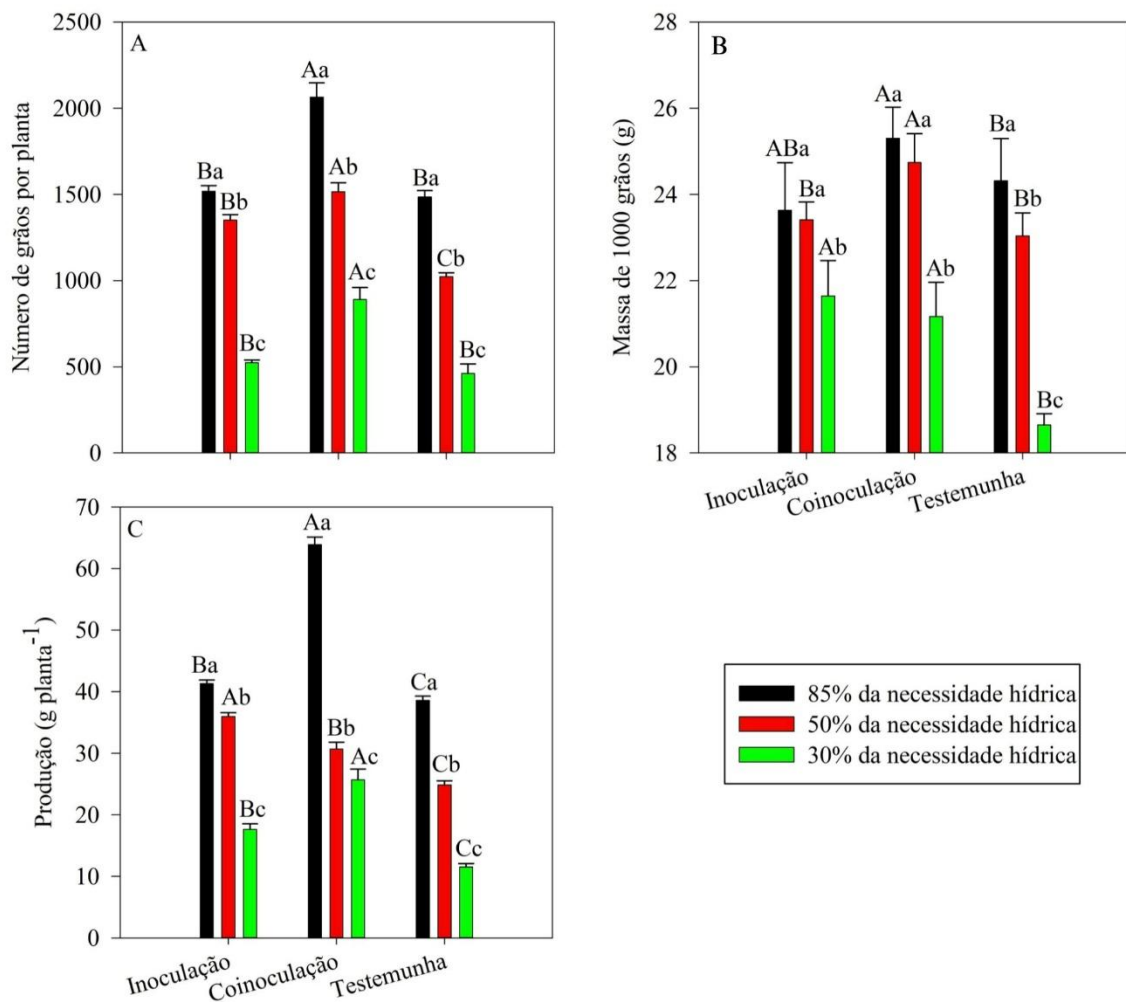 A
Número de grãos por planta
2500
2000
1500
1000
500
0
Ba
Bb
Bc
Aa
Ab
Ac
Ba
Cb
Bc
B
Massa de 1000 grãos (g)
28
26
24
22
20
18
ABa
Ba
Ab
Aa
Aa
Ab
Ba
Bb
Bc
Inoculação
Coinoculação
Testemunha
C
Produção (g planta-1)
70
60
50
40
30
20
10
0
Ba
Ab
Bc
Aa
Bb
Ac
Ca
Cb
Cc
Inoculação
Coinoculação
Testemunha
85% da necessidade hídrica
50% da necessidade hídrica
30% da necessidade hídrica